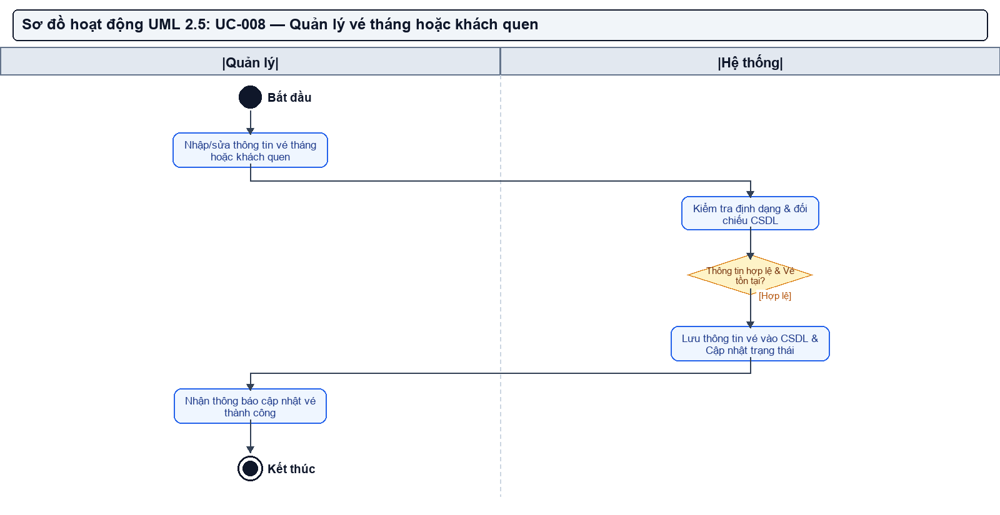 Sơ đồ hoạt động UML 2.5: UC-008 — Quản lý vé tháng hoặc khách quen
|Quản lý|
|Hệ thống|
Bắt đầu
Nhập/sửa thông tin vé tháng
hoặc khách quen
Kiểm tra định dạng & đối
chiếu CSDL
Thông tin hợp lệ & Vé
tồn tại?
[Hợp lệ]
Lưu thông tin vé vào CSDL &
Cập nhật trạng thái
Nhận thông báo cập nhật vé
thành công
Kết thúc